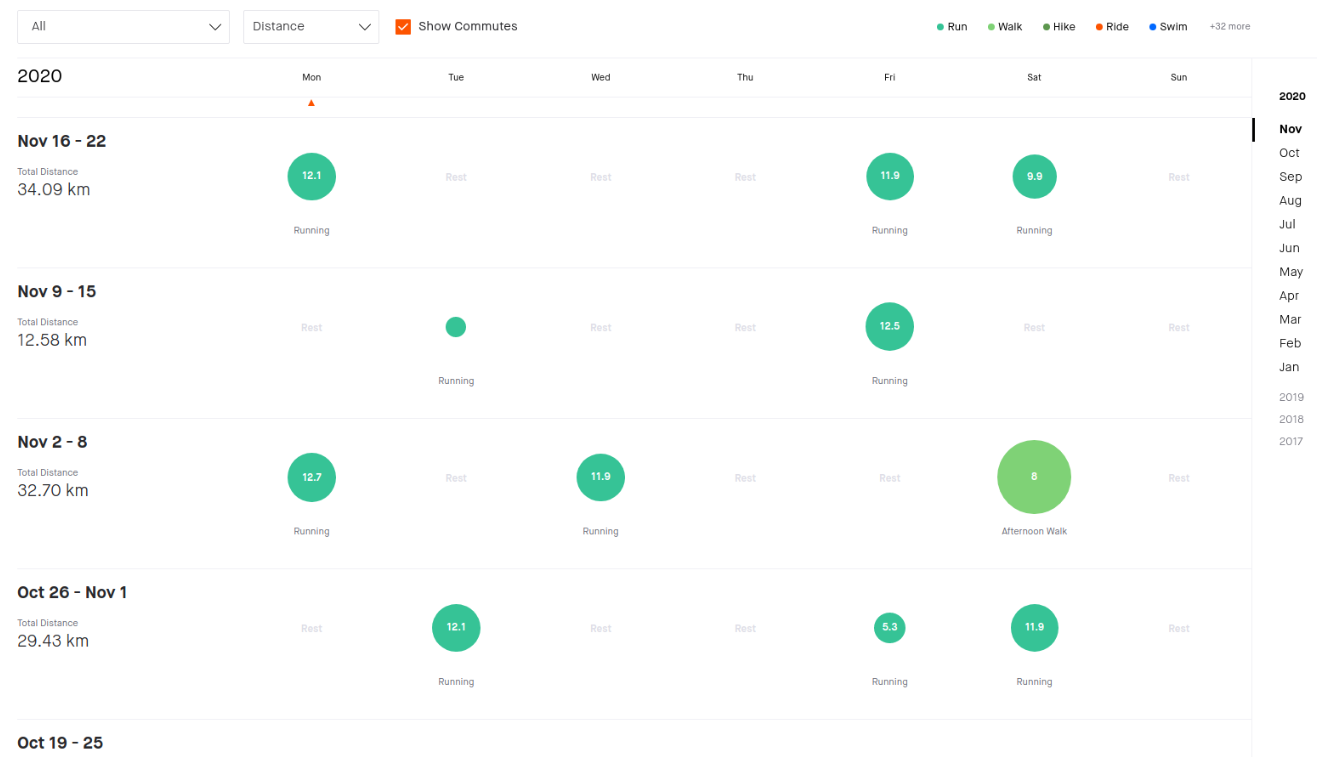 All
Distance
Show Commutes
Run Walk Hike Ride Swim +32 more
2020 Mon Tue Wed Thu Fri Sat Sun
Nov 16 - 22
Total Distance
34.09 km
12.1 Rest Rest Rest 11.9 9.9 Rest
Running Running Running
Nov 9 - 15
Total Distance
12.58 km
Rest Rest Rest 12.5 Rest Rest
Running Running
Nov 2 - 8
Total Distance
32.70 km
12.7 Rest 11.9 Rest Rest 8 Rest
Running Running Afternoon Walk
Oct 26 - Nov 1
Total Distance
29.43 km
Rest 12.1 Rest Rest 5.3 11.9 Rest
Running Running Running
Oct 19 - 25
2020
Nov
Oct
Sep
Aug
Jul
Jun
May
Apr
Mar
Feb
Jan
2019
2018
2017